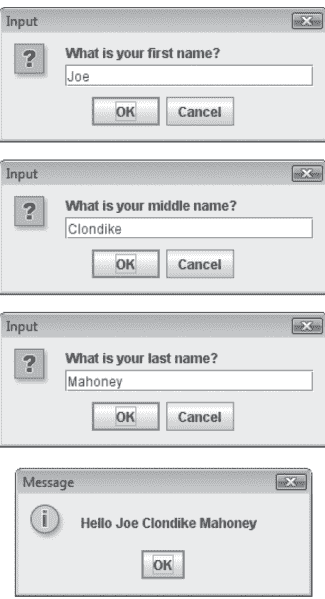 Input
What is your first name?
Joe
OK Cancel
Input
What is your middle name?
Clondike
OK Cancel
Input
What is your last name?
Mahoney
OK Cancel
Message
Hello Joe Clondike Mahoney
OK